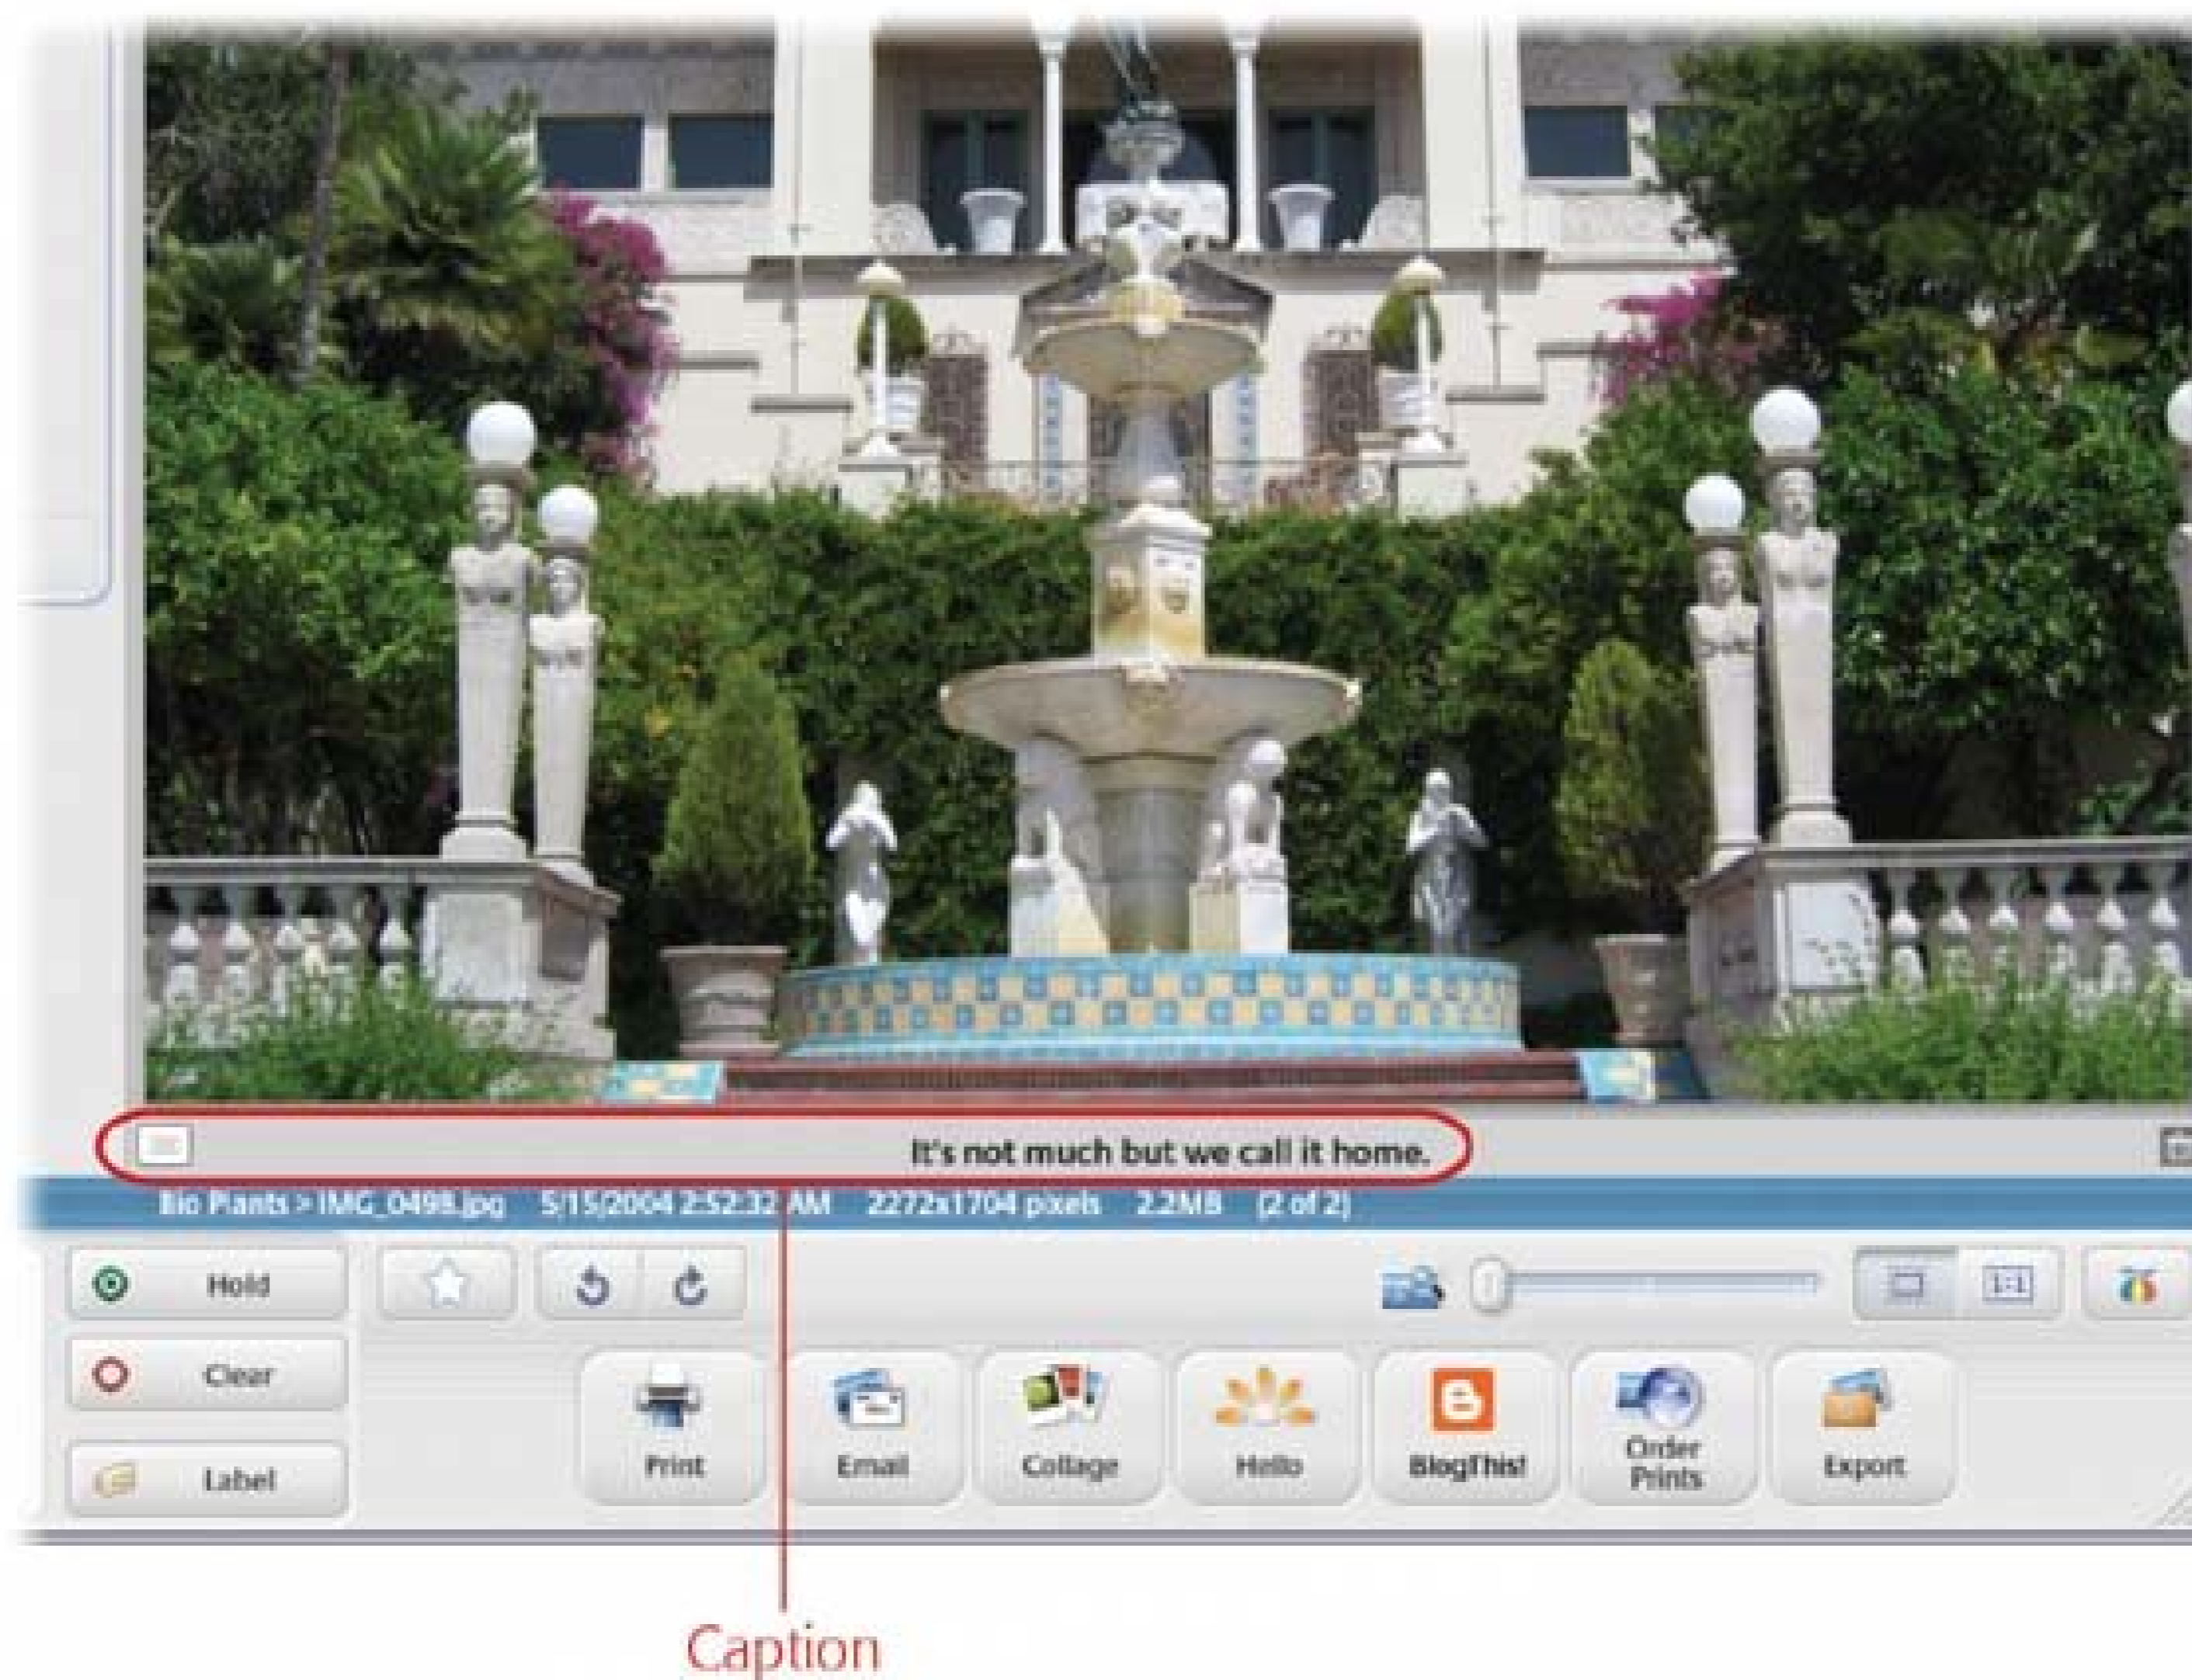 It's not much but we call it home.
Bio Plants > IMG_0498.jpg 5/15/2004 2:52:32 AM 2272x1704 pixels 2.2MB (2 of 2)
Hold
1:1
Clear
Label
Print
Email
Collage
Hello
BlogThis!
Order
Prints
Export
Caption